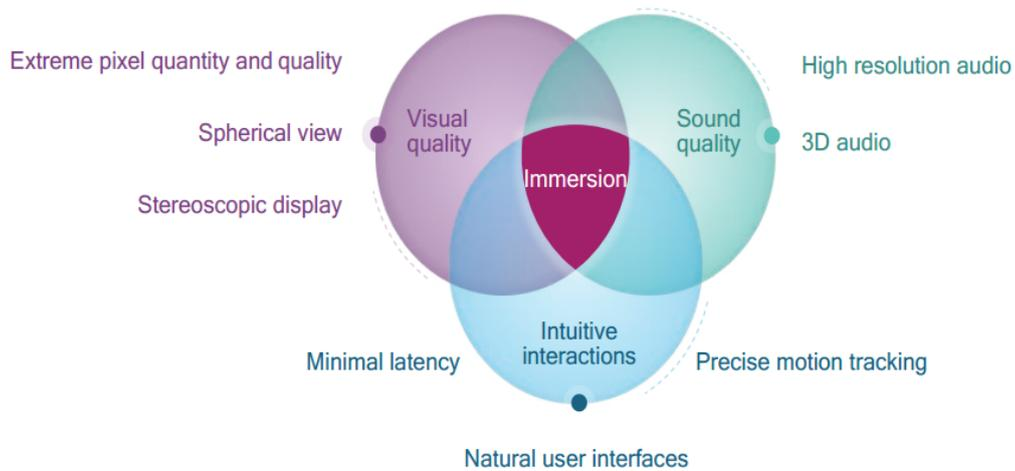 Extreme pixel quantity and quality
Spherical view
Stereoscopic display
Visual
quality
Sound
quality
High resolution audio
3D audio
Immersion
Intuitive
interactions
Minimal latency
Precise motion tracking
Natural user interfaces